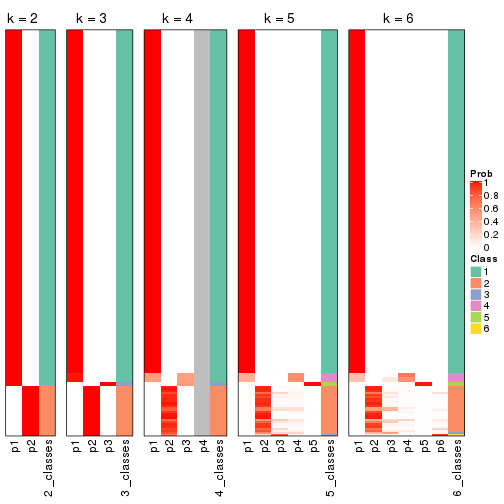 k = 2
k = 3
k = 4
k = 5
k = 6
Prob
1
0.8
0.6
0.4
0.2
0
Class
1
2
3
4
5
6
p1
p2
2_classes
p1
p2
p3
3_classes
p1
p2
p3
p4
4_classes
p1
p2
p3
p4
p5
5_classes
p1
p2
p3
p4
p5
p6
6_classes